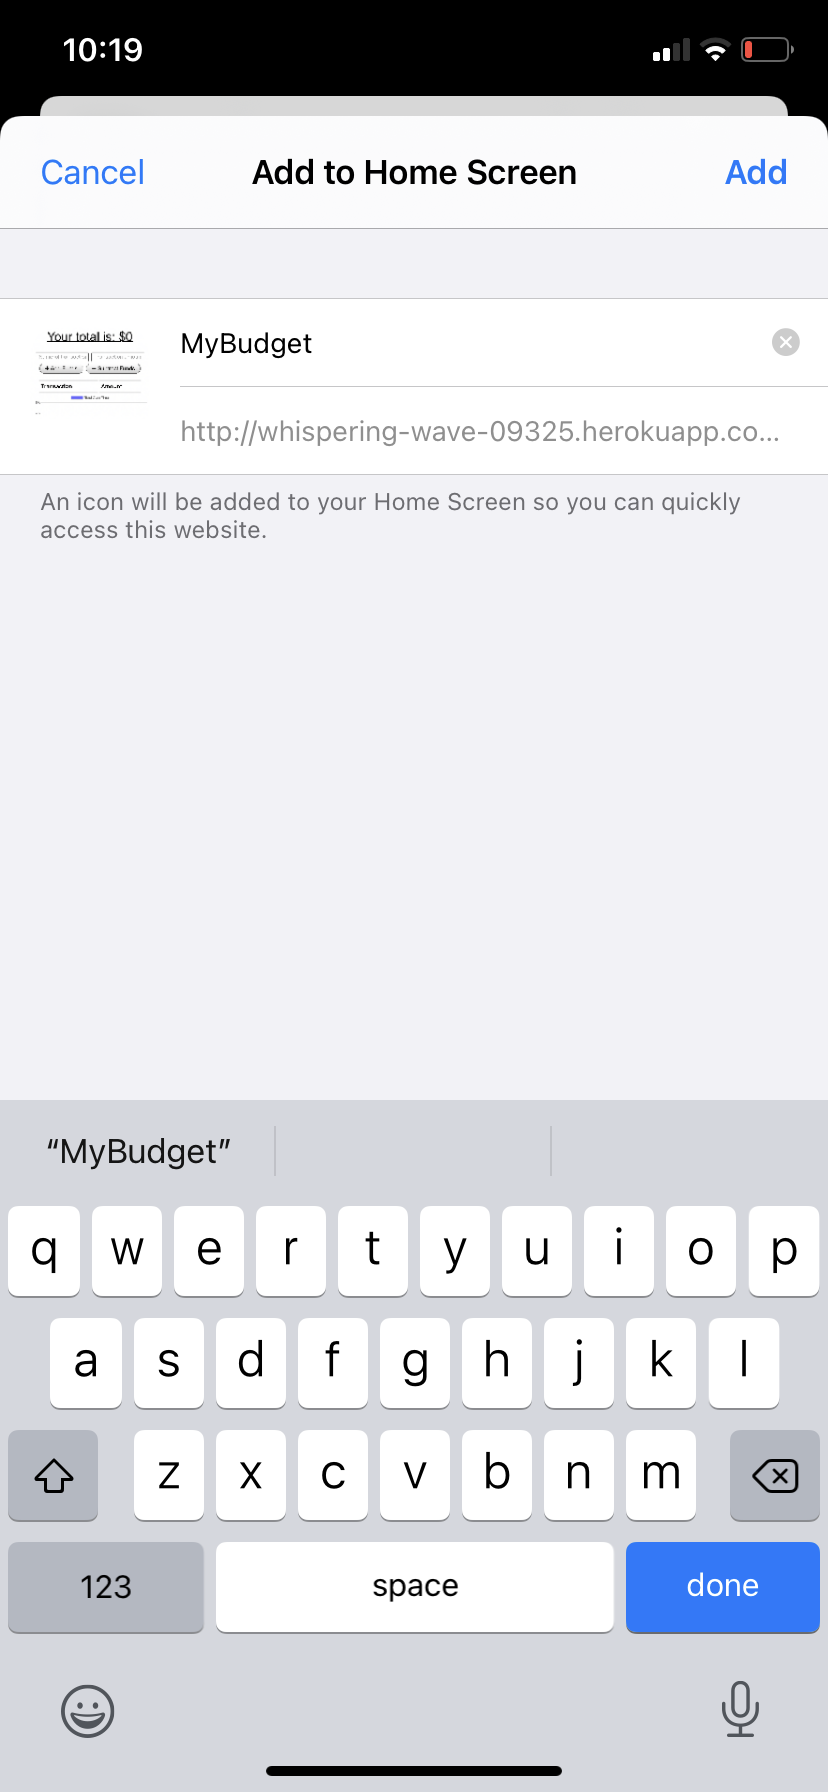 10:19
Cancel
Add to Home Screen
Add
Your total is: $0
MyBudget
Transaction Amount
http://whispering-wave-09325.herokuapp.co...
An icon will be added to your Home Screen so you can quickly
access this website.
“MyBudget”
q w e r t y u i o p
a s d f g h j k l
z x c v b n m
123 space done